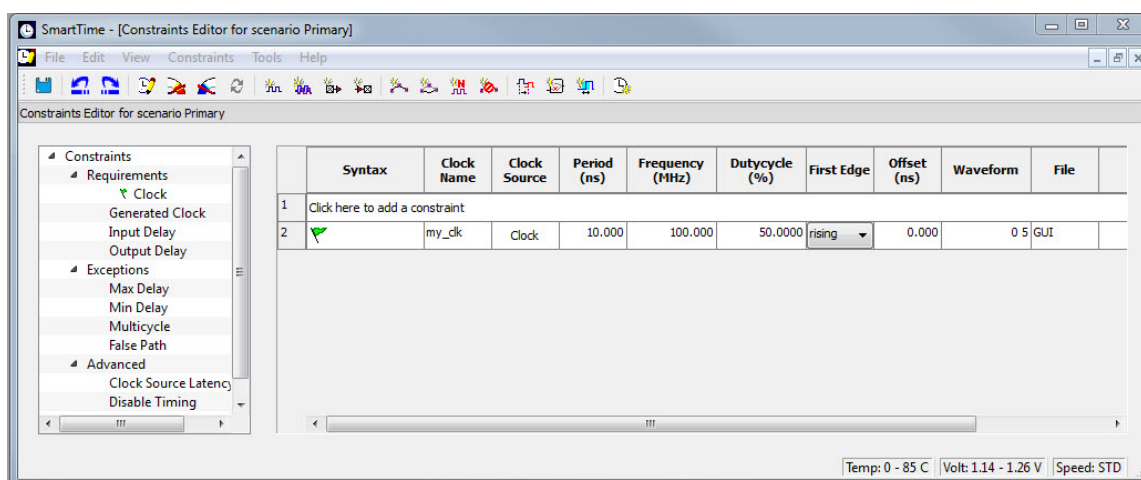 SmartTime - [Constraints Editor for scenario Primary]
File Edit View Constraints Tools Help
Constraints Editor for scenario Primary
Constraints
Requirements
Clock
Generated Clock
Input Delay
Output Delay
Exceptions
Max Delay
Min Delay
Multicycle
False Path
Advanced
Clock Source Latency
Disable Timing
Syntax Clock Name Clock Source Period (ns) Frequency (MHz) Dutycycle (%) First Edge Offset (ns) Waveform File
1 Click here to add a constraint
2 my_clk Clock 10.000 100.000 50.0000 rising 0.000 0 5 GUI
Temp: 0 - 85 C Volt: 1.14 - 1.26 V Speed: STD